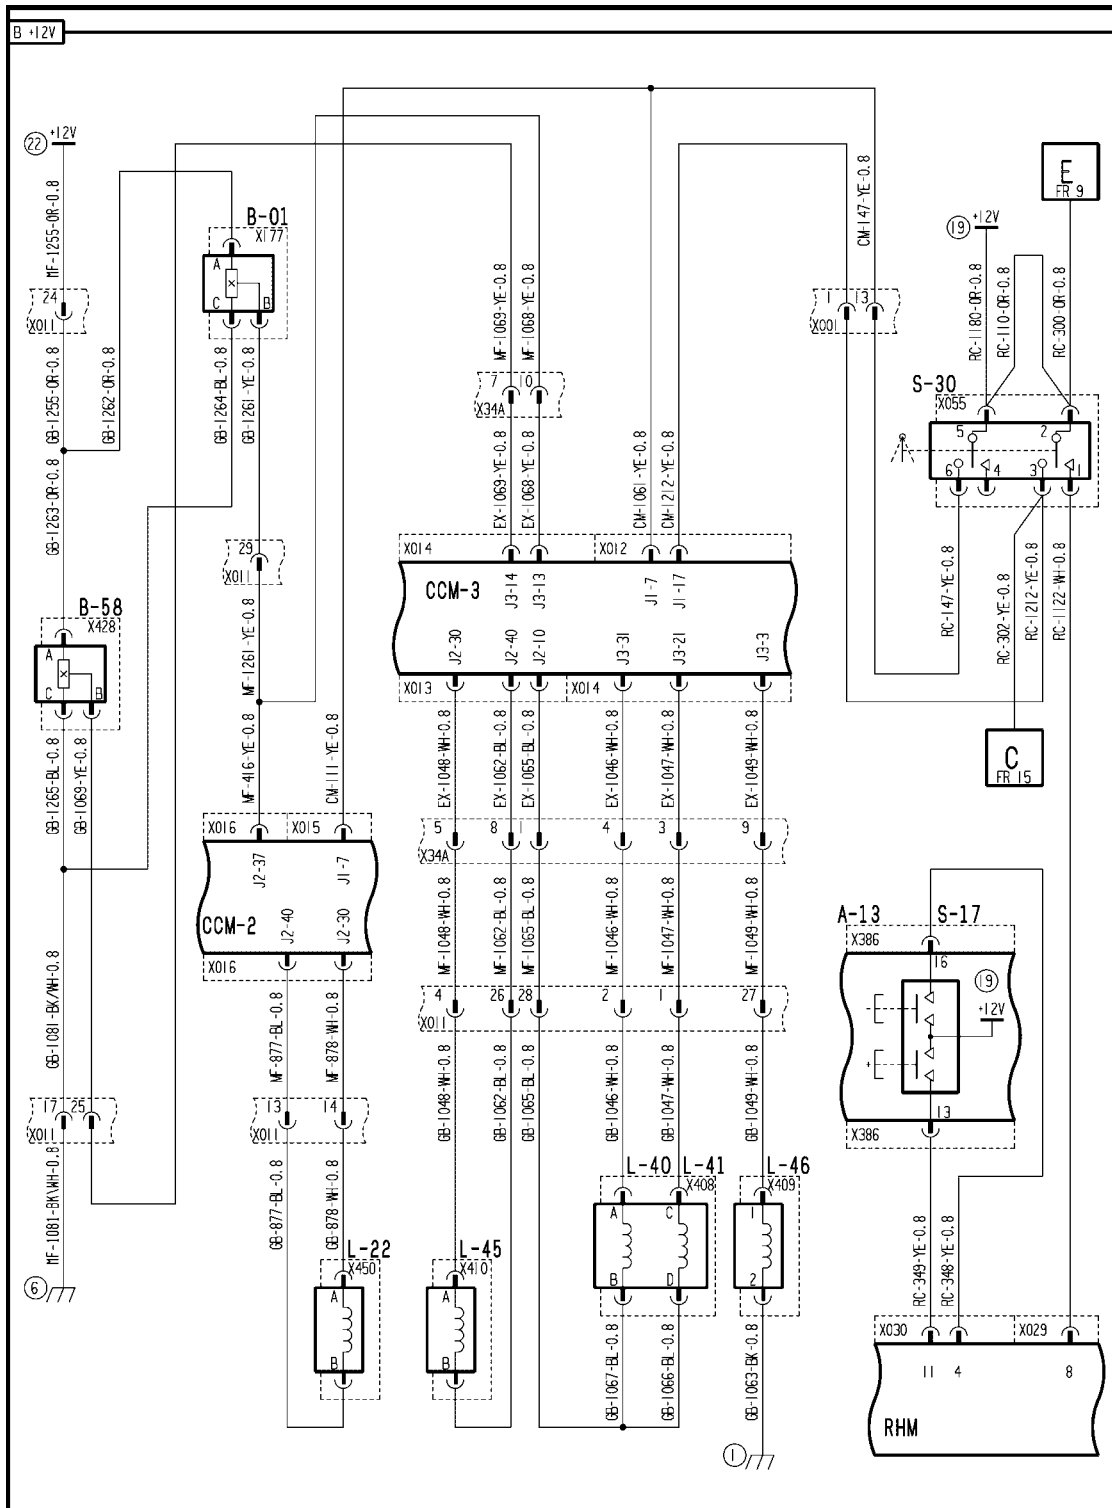 B +12V
22
+12V
MF-1255-OR-0.8
24
X011
GB-1255-OR-0.8
GB-1262-OR-0.8
GB-1263-OR-0.8
B-01
X177
A
C
B
GB-1264-BL-0.8
GB-1261-YE-0.8
29
X011
MF-1261-YE-0.8
B-58
X428
A
C
B
GB-1265-BL-0.8
GB-1069-YE-0.8
MF-416-YE-0.8
CM-111-YE-0.8
X016
X015
J2-37
J1-7
CCM-2
J2-40
J2-30
X016
MF-877-BL-0.8
MF-878-WH-0.8
13
14
X011
GB-877-BL-0.8
GB-878-WH-0.8
L-22
X450
A
B
GB-1081-BK/WH-0.8
17
25
X011
MF-1081-BK\WH-0.8
6
MF-1069-YE-0.8
MF-1068-YE-0.8
7
10
X34A
EX-1069-YE-0.8
EX-1068-YE-0.8
CM-1061-YE-0.8
CM-1212-YE-0.8
X014
X012
CCM-3
J3-14
J3-13
J1-7
J1-17
J2-30
J2-40
J2-10
J3-31
J3-21
J3-3
X013
X014
EX-1048-WH-0.8
EX-1062-BL-0.8
EX-1065-BL-0.8
EX-1046-WH-0.8
EX-1047-WH-0.8
EX-1049-WH-0.8
5
8
1
4
3
9
X34A
MF-1048-WH-0.8
MF-1062-BL-0.8
MF-1065-BL-0.8
MF-1046-WH-0.8
MF-1047-WH-0.8
MF-1049-WH-0.8
4
26
28
2
1
27
X011
GB-1048-WH-0.8
GB-1062-BL-0.8
GB-1065-BL-0.8
GB-1046-WH-0.8
GB-1047-WH-0.8
GB-1049-WH-0.8
L-45
X410
A
B
L-40
L-41
X408
A
C
B
D
L-46
X409
1
2
GB-1067-BL-0.8
GB-1066-BL-0.8
GB-1063-BK-0.8
1
CM-147-YE-0.8
1
13
X001
E
FR 9
19
+12V
RC-1180-OR-0.8
RC-110-OR-0.8
RC-300-OR-0.8
S-30
X055
5
2
6
4
3
1
RC-147-YE-0.8
RC-302-YE-0.8
RC-1212-YE-0.8
RC-1122-WH-0.8
C
FR 15
A-13
S-17
X386
16
19
+12V
+
13
X386
RC-349-YE-0.8
RC-348-YE-0.8
X030
X029
11
4
8
RHM